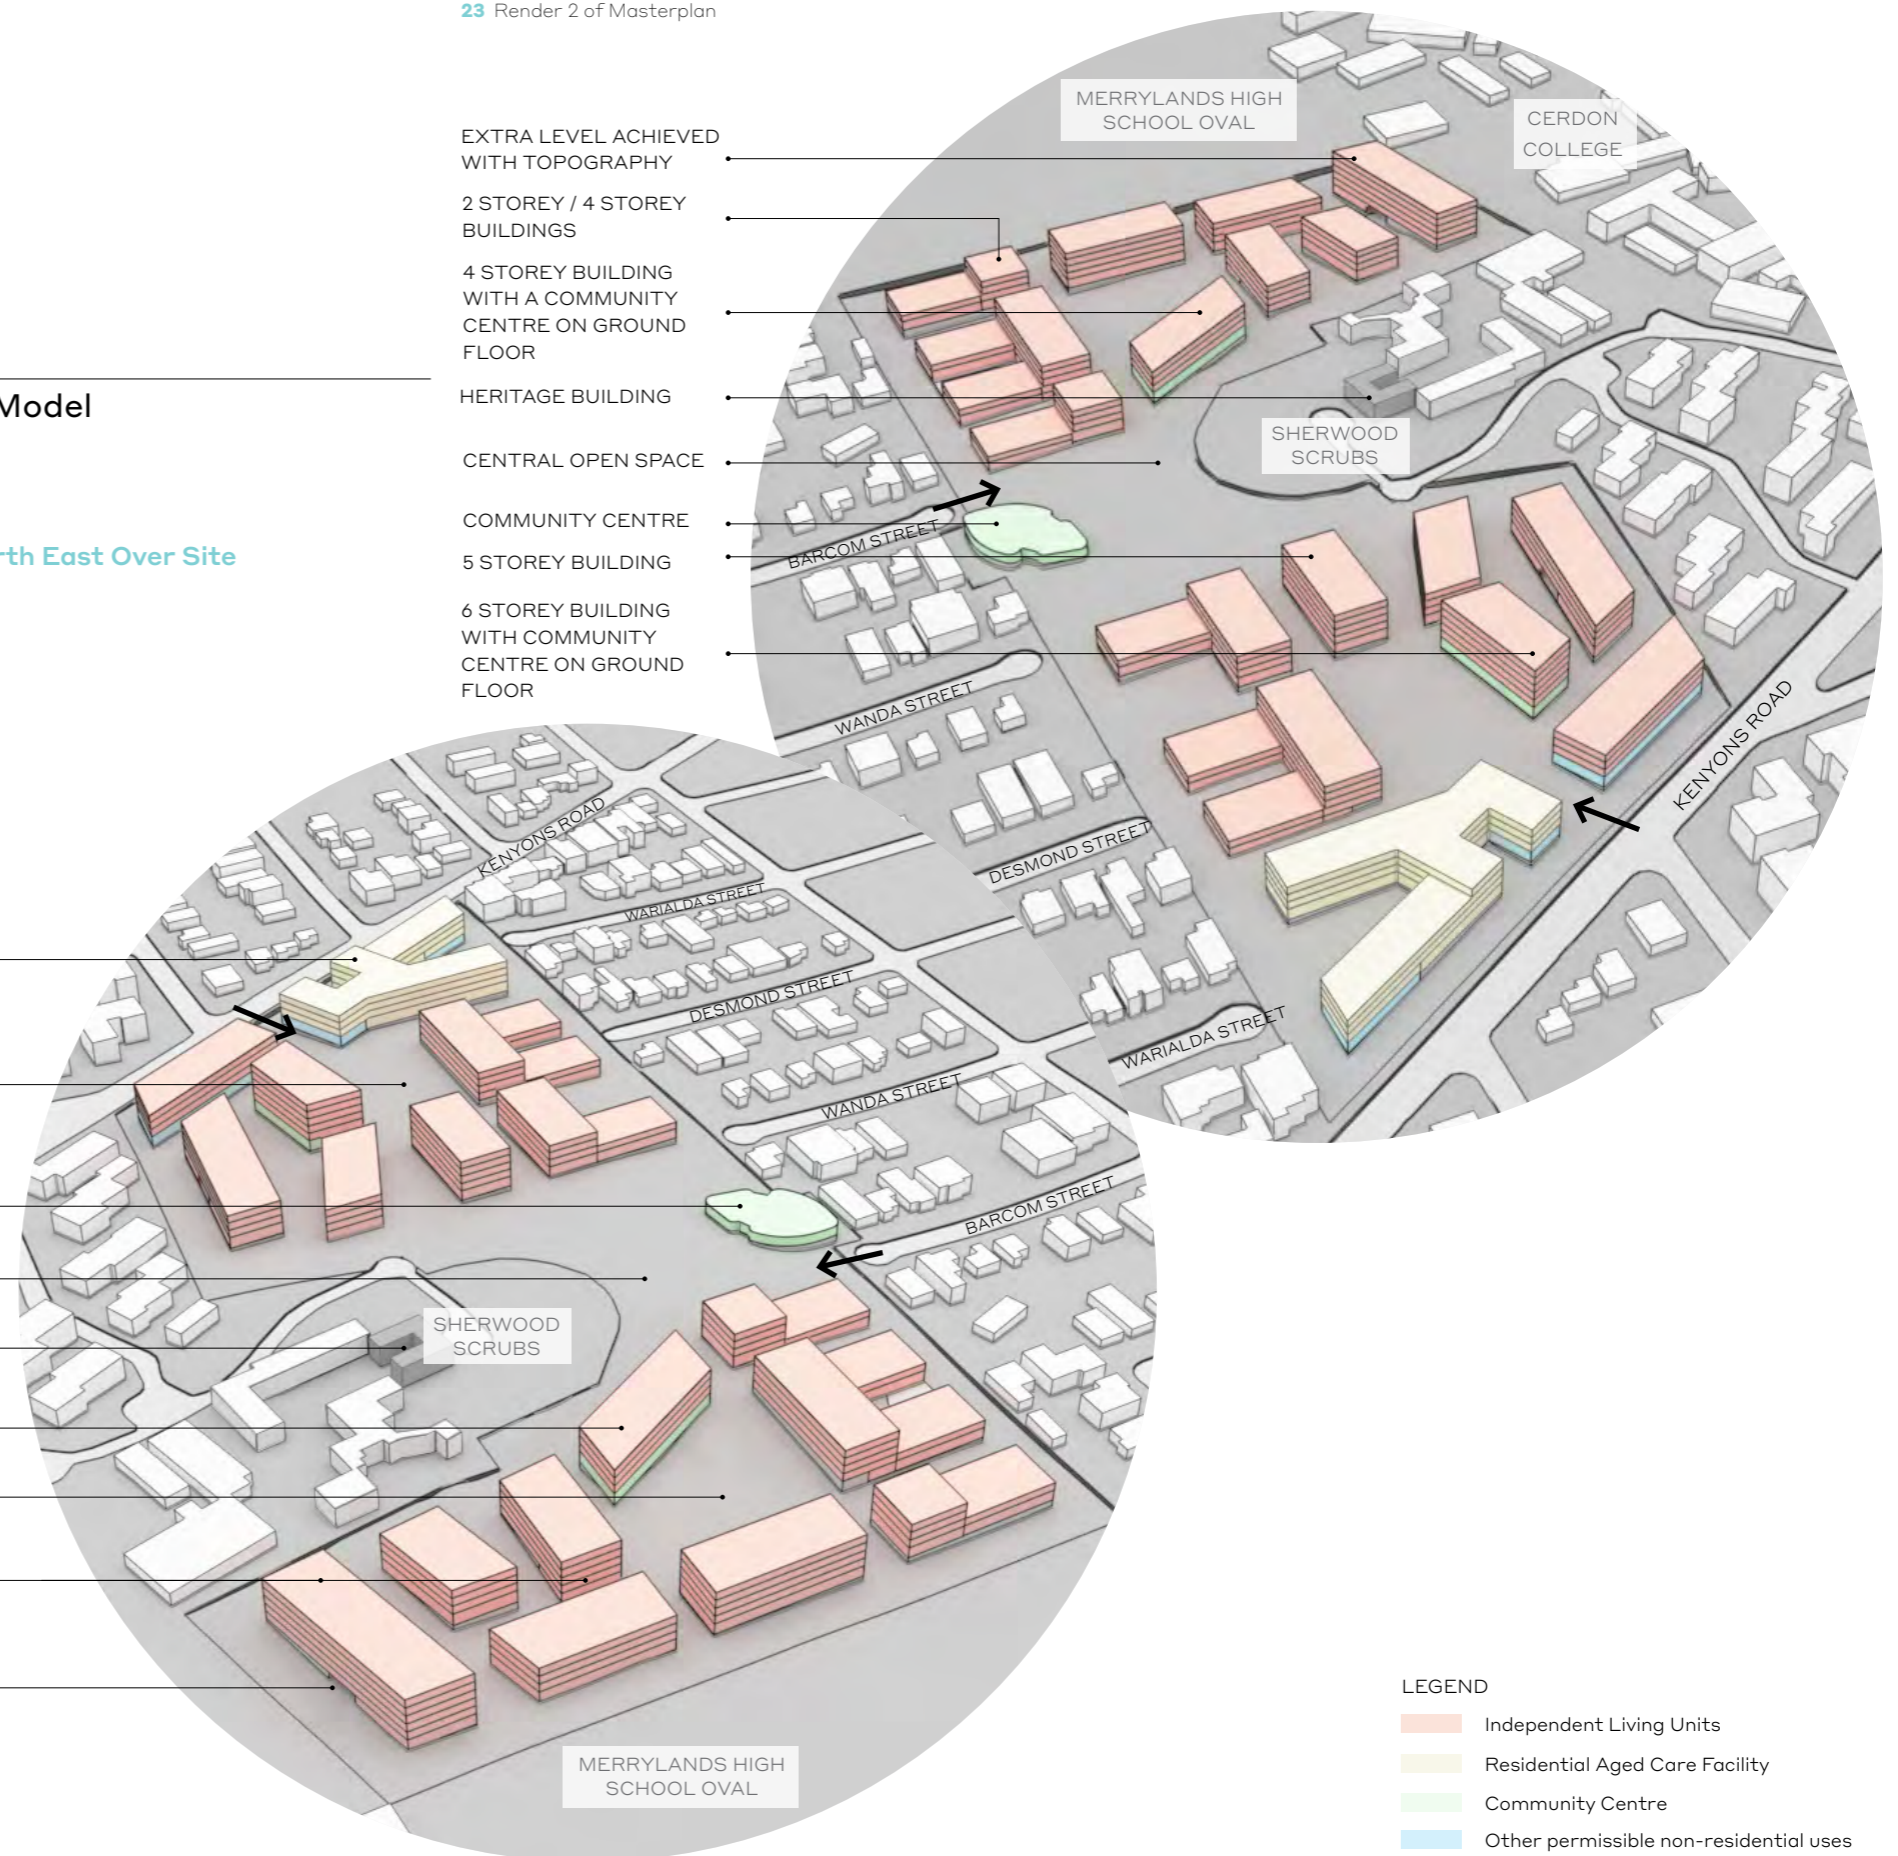 23 Render 2 of Masterplan
EXTRA LEVEL ACHIEVED
WITH TOPOGRAPHY
2 STOREY / 4 STOREY
BUILDINGS
4 STOREY BUILDING
WITH A COMMUNITY
CENTRE ON GROUND
FLOOR
HERITAGE BUILDING
CENTRAL OPEN SPACE
COMMUNITY CENTRE
5 STOREY BUILDING
6 STOREY BUILDING
WITH COMMUNITY
CENTRE ON GROUND
FLOOR
Model
rth East Over Site
MERRYLANDS HIGH
SCHOOL OVAL
CERDON
COLLEGE
SHERWOOD
SCRUBS
BARCOM STREET
WANDA STREET
DESMOND STREET
WARIALDA STREET
KENYONS ROAD
KENYONS ROAD
WARIALDA STREET
DESMOND STREET
WANDA STREET
BARCOM STREET
SHERWOOD
SCRUBS
MERRYLANDS HIGH
SCHOOL OVAL
LEGEND
Independent Living Units
Residential Aged Care Facility
Community Centre
Other permissible non-residential uses